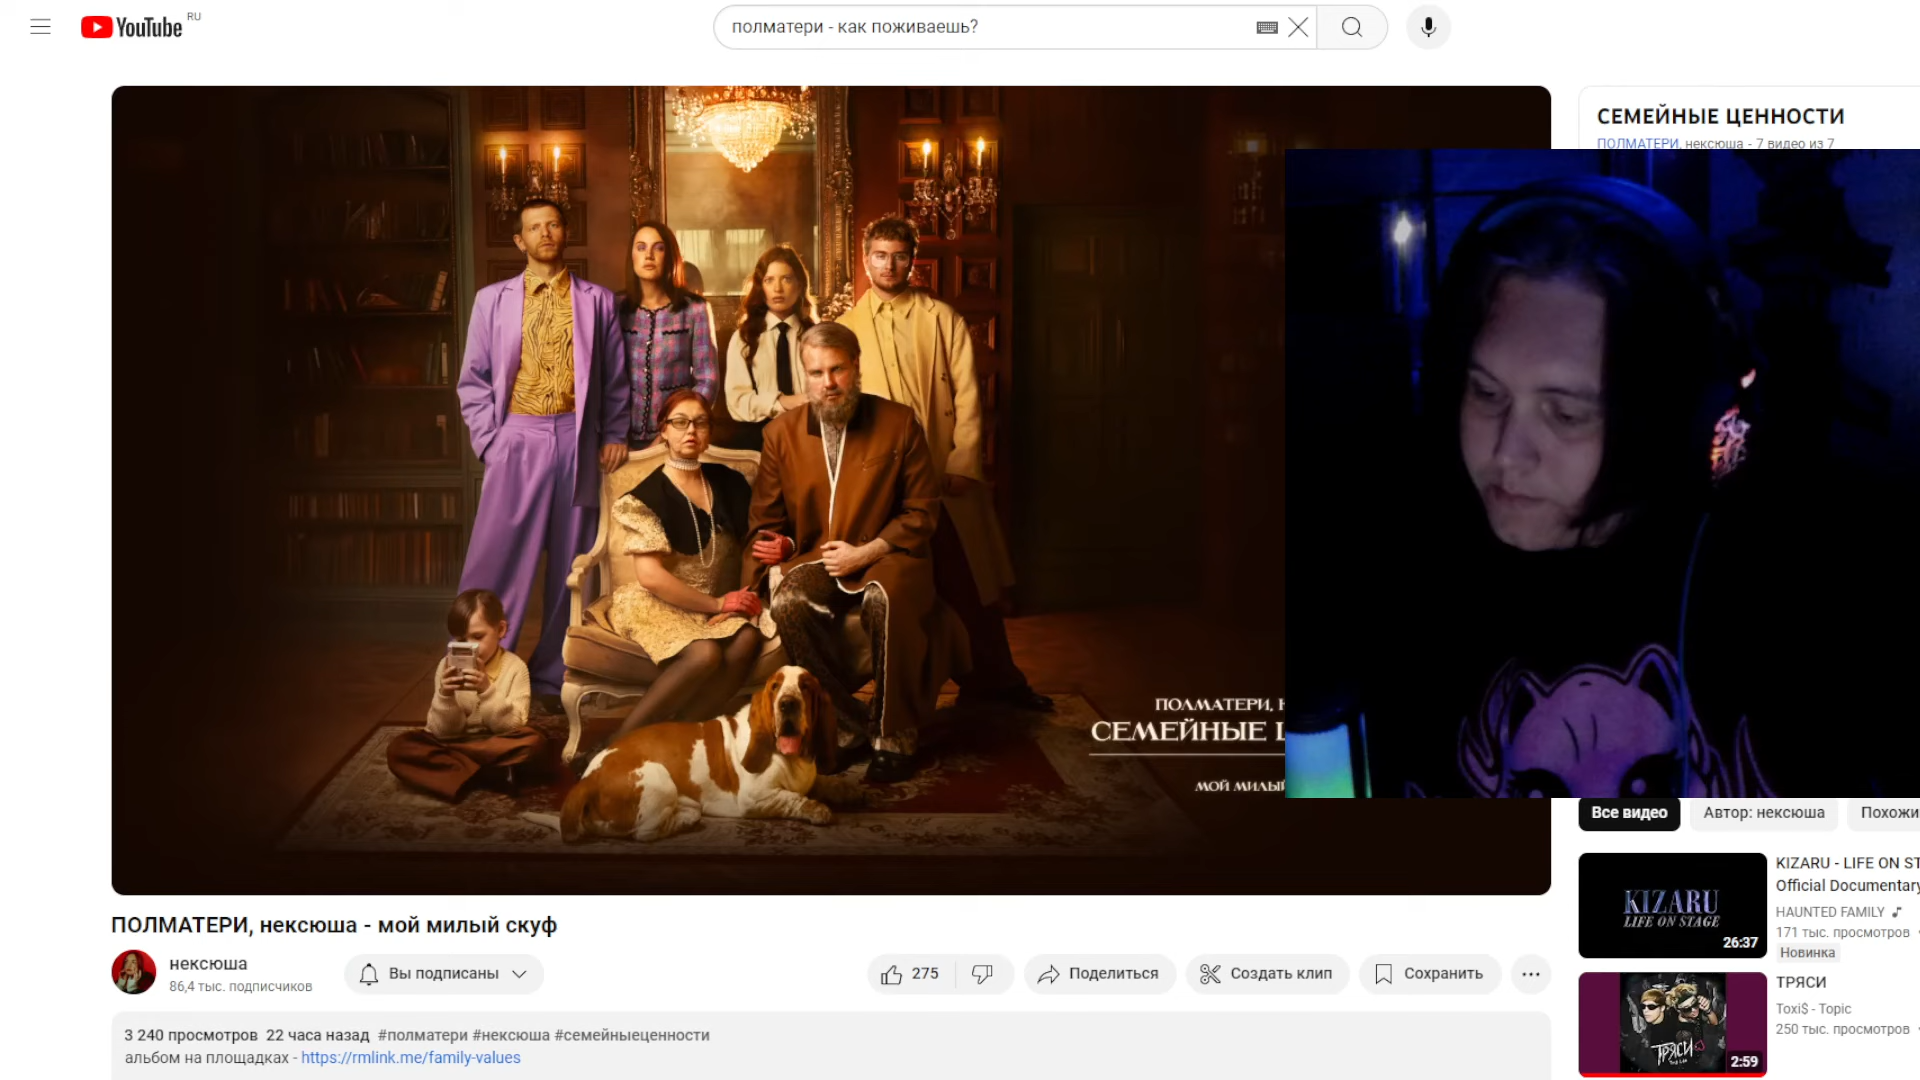 YouTube RU
полматери - как поживаешь?
СЕМЕЙНЫЕ ЦЕННОСТИ
ПОЛМАТЕРИ, нексюша - 7 видео из 7
ПОЛМАТЕРИ,
СЕМЕЙНЫЕ
МОЙ МИЛЫЙ
Все видео
Автор: нексюша
Похожи
KIZARU
LIFE ON STAGE
26:37
KIZARU - LIFE ON ST
Official Documentary
HAUNTED FAMILY
171 тыс. просмотров
Новинка
ТРЯСИ
2:59
ТРЯСИ
Toxi$ - Topic
250 тыс. просмотров
ПОЛМАТЕРИ, нексюша - мой милый скуф
нексюша
86,4 тыс. подписчиков
Вы подписаны
275
Поделиться
Создать клип
Сохранить
3 240 просмотров 22 часа назад #полматери #нексюша #семейныеценности
альбом на площадках - https://rmlink.me/family-values